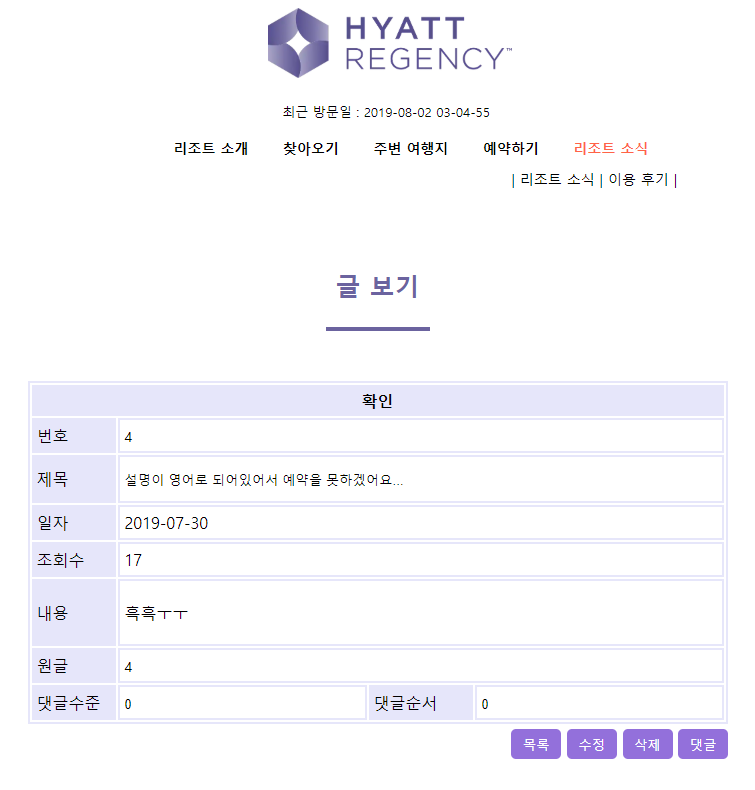 HYATT
REGENCY™
최근 방문일 : 2019-08-02 03-04-55
리조트 소개 찾아오기 주변 여행지 예약하기 리조트 소식
| 리조트 소식 | 이용 후기 |
글 보기
확인
번호 4
제목 설명이 영어로 되어있어서 예약을 못하겠어요...
일자 2019-07-30
조회수 17
내용 흑흑ㅜㅜ
원글 4
댓글수준 0 댓글순서 0
목록 수정 삭제 댓글